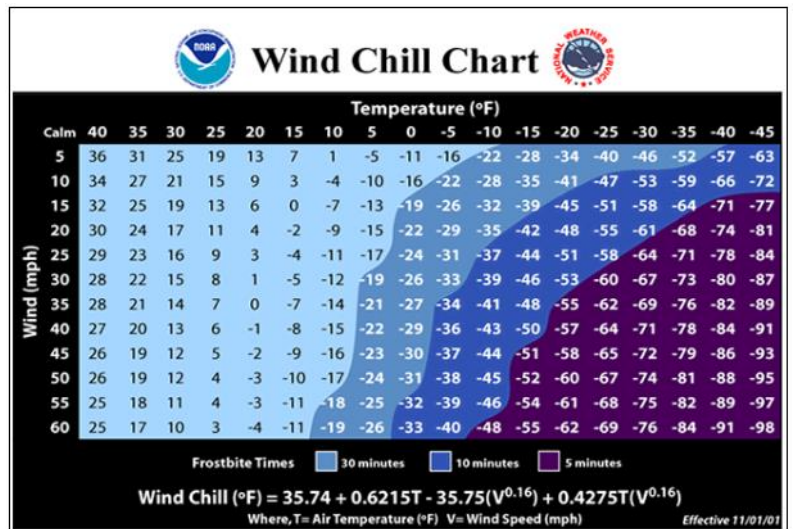 NOAA
Wind Chill Chart
NATIONAL WEATHER SERVICE
Temperature (ºF)
Calm 40 35 30 25 20 15 10 5 0 -5 -10 -15 -20 -25 -30 -35 -40 -45
5 36 31 25 19 13 7 1 -5 -11 -16 -22 -28 -34 -40 -46 -52 -57 -63
10 34 27 21 15 9 3 -4 -10 -16 -22 -28 -35 -41 -47 -53 -59 -66 -72
15 32 25 19 13 6 0 -7 -13 -19 -26 -32 -39 -45 -51 -58 -64 -71 -77
20 30 24 17 11 4 -2 -9 -15 -22 -29 -35 -42 -48 -55 -61 -68 -74 -81
25 29 23 16 9 3 -4 -11 -17 -24 -31 -37 -44 -51 -58 -64 -71 -78 -84
30 28 22 15 8 1 -5 -12 -19 -26 -33 -39 -46 -53 -60 -67 -73 -80 -87
35 28 21 14 7 0 -7 -14 -21 -27 -34 -41 -48 -55 -62 -69 -76 -82 -89
40 27 20 13 6 -1 -8 -15 -22 -29 -36 -43 -50 -57 -64 -71 -78 -84 -91
45 26 19 12 5 -2 -9 -16 -23 -30 -37 -44 -51 -58 -65 -72 -79 -86 -93
50 26 19 12 4 -3 -10 -17 -24 -31 -38 -45 -52 -60 -67 -74 -81 -88 -95
55 25 18 11 4 -3 -11 -18 -25 -32 -39 -46 -54 -61 -68 -75 -82 -89 -97
60 25 17 10 3 -4 -11 -19 -26 -33 -40 -48 -55 -62 -69 -76 -84 -91 -98
Wind (mph)
Frostbite Times 30 minutes 10 minutes 5 minutes
Wind Chill (ºF) = 35.74 + 0.6215T - 35.75(V0.16) + 0.4275T(V0.16)
Where, T= Air Temperature (ºF) V= Wind Speed (mph)
Effective 11/01/01